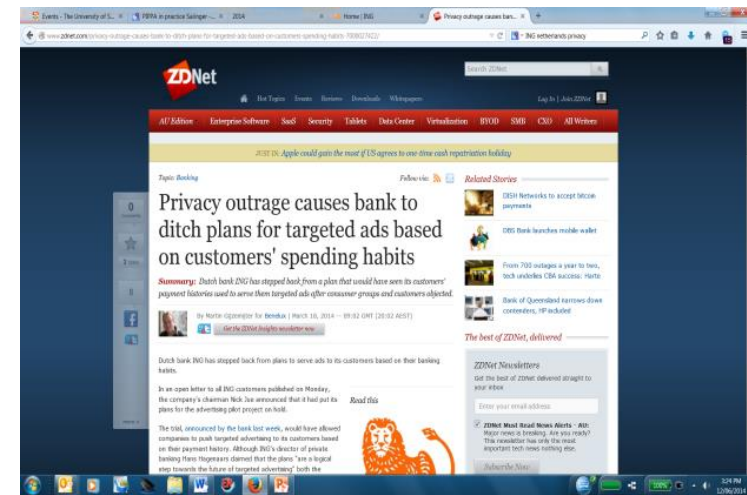 Events - The University of S...
PIPPA in practice Salinger -...
2014
Home | ING
Privacy outrage causes ban...
www.zdnet.com/privacy-outrage-causes-bank-to-ditch-plans-for-targeted-ads-based-on-customers-spending-habits-7000027422/
ING netherlands privacy
ZDNet
Search ZDNet
Hot Topics Events Reviews Downloads Whitepapers
Log In | Join ZDNet
AU Edition Enterprise Software SaaS Security Tablets Data Center Virtualization BYOD SMB CXO All Writers
JUST IN: Apple could gain the most if US agrees to one-time cash repatriation holiday
Topic: Banking
Follow via:
Privacy outrage causes bank to
ditch plans for targeted ads based
on customers' spending habits
Summary: Dutch bank ING has stepped back from a plan that would have seen its customers'
payment histories used to serve them targeted ads after consumer groups and customers objected.
By Martin Gijzemijter for Benelux | March 18, 2014 -- 09:02 GMT (20:02 AEST)
Get the ZDNet Insights newsletter now
Dutch bank ING has stepped back from plans to serve ads to its customers based on their banking
habits.
In an open letter to all ING customers published on Monday,
the company's chairman Nick Jue announced that it had put its
plans for the advertising pilot project on hold.
The trial, announced by the bank last week, would have allowed
companies to push targeted advertising to its customers based
on their payment history. Although ING's director of private
banking Hans Hagenaars claimed that the plans "are a logical
step towards the future of targeted advertising" both the
Read this
0
0
Related Stories
DISH Networks to accept bitcoin
payments
DBS Bank launches mobile wallet
From 700 outages a year to two,
tech underlies CBA success: Harte
Bank of Queensland narrows down
contenders, HP included
The best of ZDNet, delivered
ZDNet Newsletters
Get the best of ZDNet delivered straight to
your inbox
Enter your email address
ZDNet Must Read News Alerts - AU:
Major news is breaking. Are you ready?
This newsletter has only the most
important tech news nothing else.
Subscribe Now
100%
3:24 PM
12/06/2014